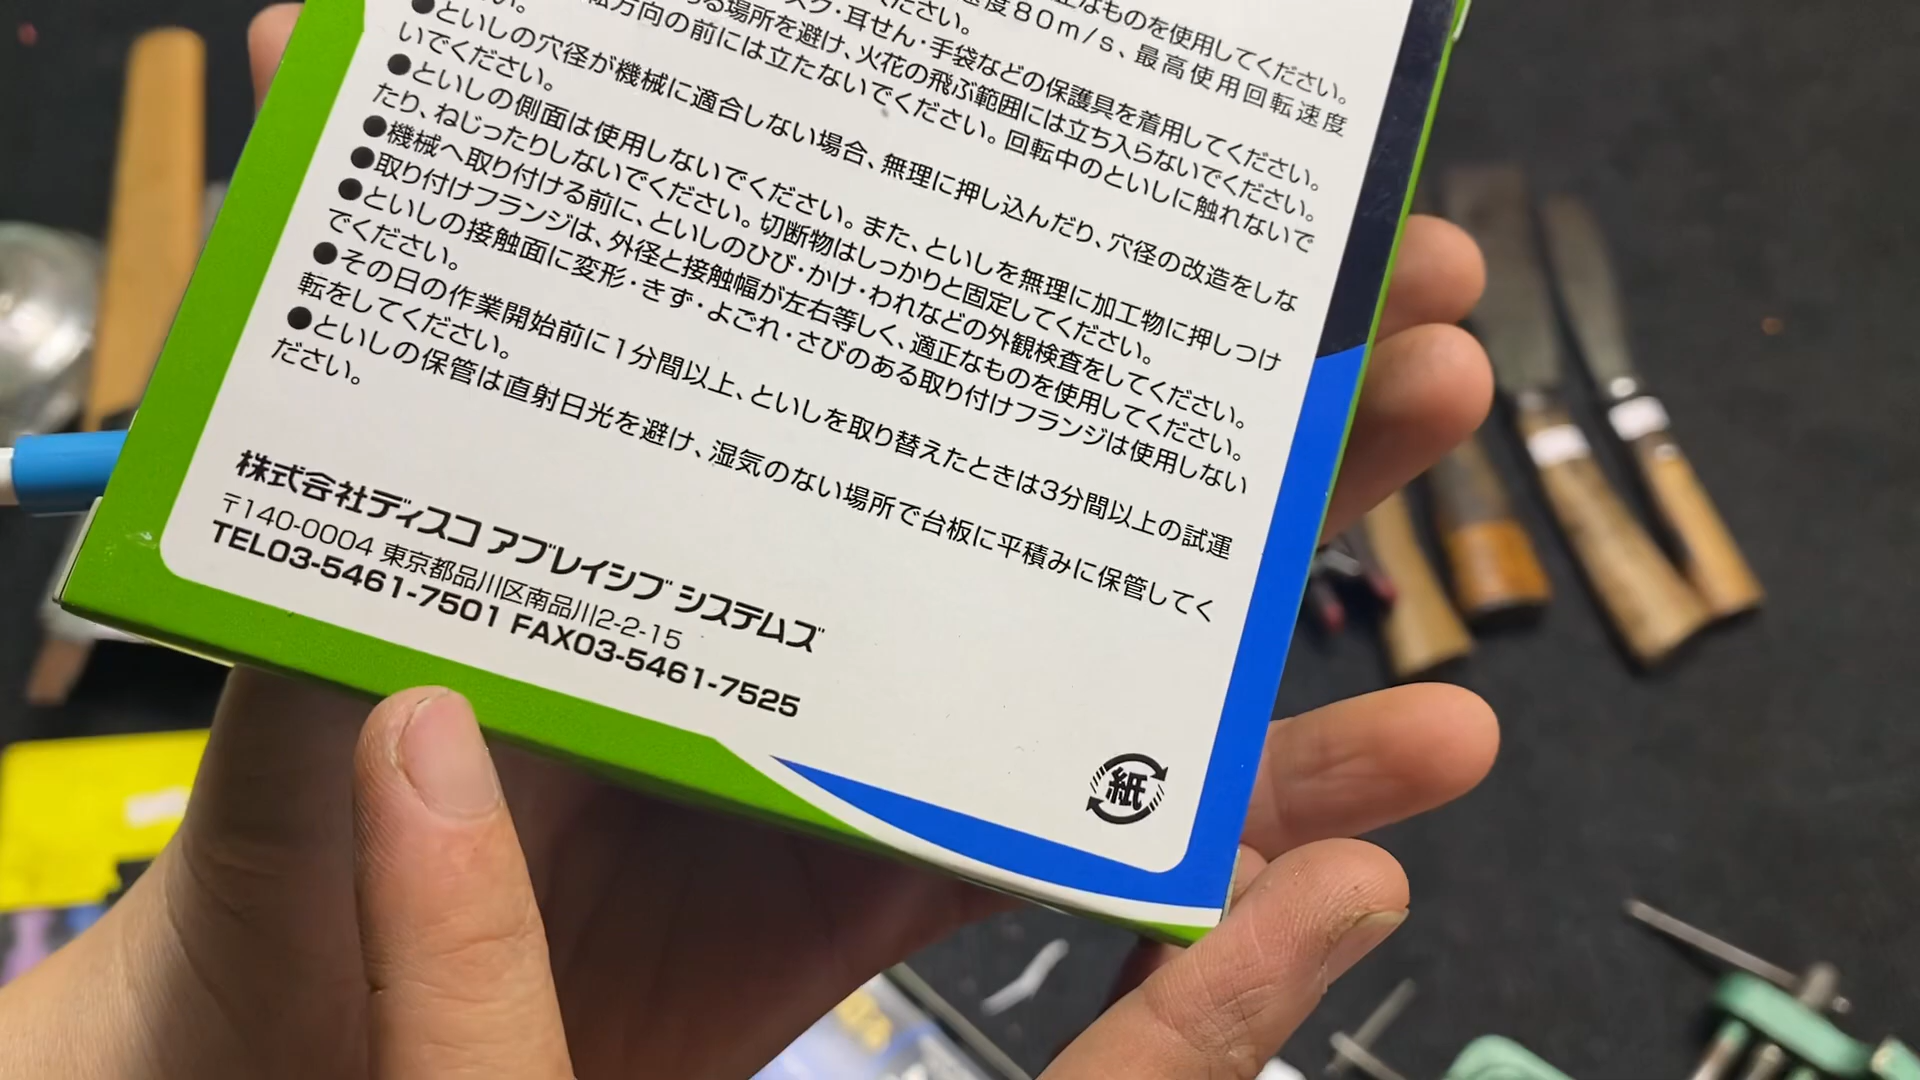 なものを使用してください。
速度80m/s、最高使用回転速度
ださい。
スク・耳せん・手袋などの保護具を着用してください。
る場所を避け、火花の飛ぶ範囲には立ち入らないでください。
転方向の前には立たないでください。回転中のといしに触れないで
い。
●といしの穴径が機械に適合しない場合、無理に押し込んだり、穴径の改造をしな
いでください。
●といしの側面は使用しないでください。また、といしを無理に加工物に押しつけ
たり、ねじったりしないでください。切断物はしっかりと固定してください。
●機械へ取り付ける前に、といしのひび・かけ・われなどの外観検査をしてください。
●取り付けフランジは、外径と接触幅が左右等しく、適正なものを使用してください。
●といしの接触面に変形・きず・よごれ・さびのある取り付けフランジは使用しない
でください。
●その日の作業開始前に1分間以上、といしを取り替えたときは3分間以上の試運
転をしてください。
●といしの保管は直射日光を避け、湿気のない場所で台板に平積みに保管してく
ださい。
株式会社ディスコ アブレイシブ システムズ
〒140-0004 東京都品川区南品川2-2-15
TEL03-5461-7501 FAX03-5461-7525
紙